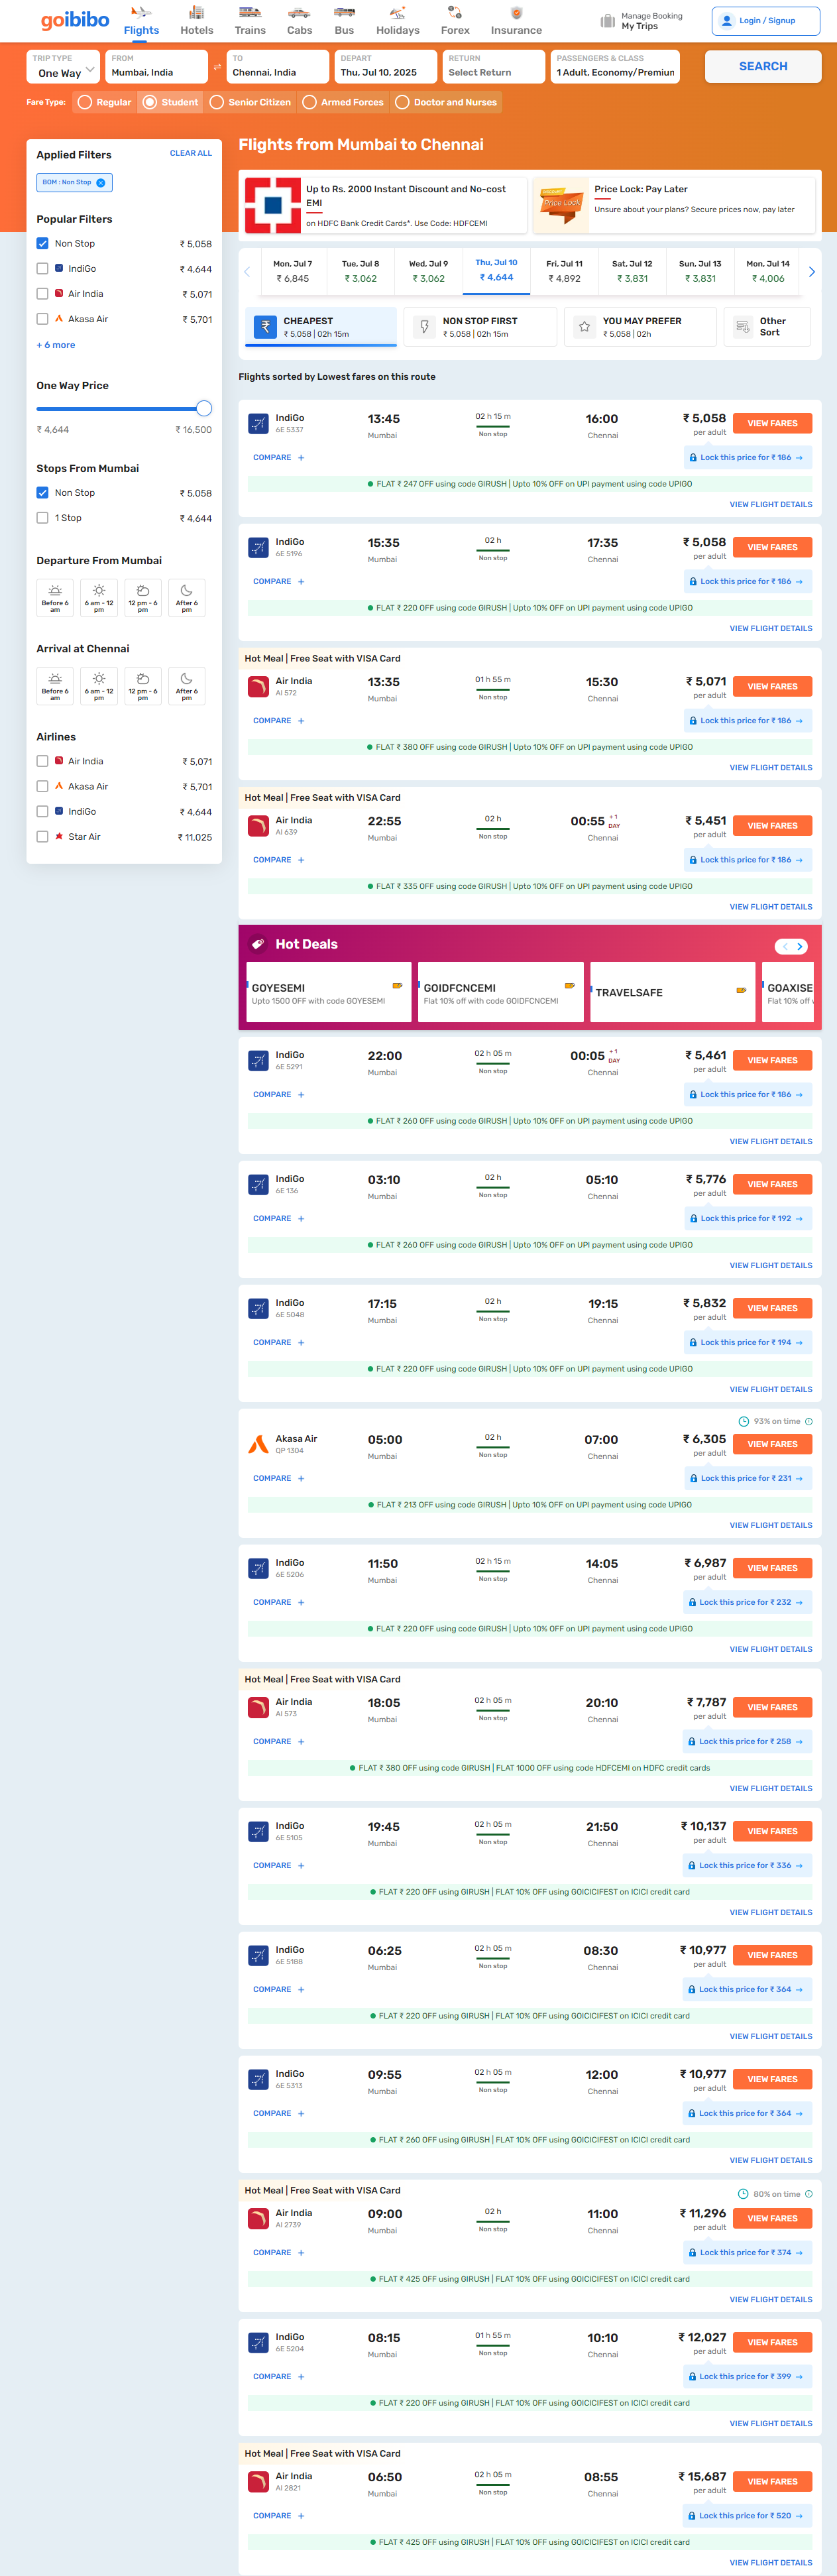 goibibo
Flights
Hotels
Trains
Cabs
Bus
Holidays
Forex
Insurance
Manage Booking
My Trips
Login / Signup
TRIP TYPE
One Way
FROM
Mumbai, India
TO
Chennai, India
DEPART
Thu, Jul 10, 2025
RETURN
Select Return
PASSENGERS & CLASS
1 Adult, Economy/Premiun
SEARCH
Fare Type:
Regular
Student
Senior Citizen
Armed Forces
Doctor and Nurses
Applied Filters
CLEAR ALL
BOM : Non Stop
Popular Filters
Non Stop ₹ 5,058
IndiGo ₹ 4,644
Air India ₹ 5,071
Akasa Air ₹ 5,701
+ 6 more
One Way Price
₹ 4,644 ₹ 16,500
Stops From Mumbai
Non Stop ₹ 5,058
1 Stop ₹ 4,644
Departure From Mumbai
Before 6 am
6 am - 12 pm
12 pm - 6 pm
After 6 pm
Arrival at Chennai
Before 6 am
6 am - 12 pm
12 pm - 6 pm
After 6 pm
Airlines
Air India ₹ 5,071
Akasa Air ₹ 5,701
IndiGo ₹ 4,644
Star Air ₹ 11,025
Flights from Mumbai to Chennai
Up to Rs. 2000 Instant Discount and No-cost
EMI
on HDFC Bank Credit Cards*. Use Code: HDFCEMI
Price Lock
Price Lock: Pay Later
Unsure about your plans? Secure prices now, pay later
Mon, Jul 7
₹ 6,845
Tue, Jul 8
₹ 3,062
Wed, Jul 9
₹ 3,062
Thu, Jul 10
₹ 4,644
Fri, Jul 11
₹ 4,892
Sat, Jul 12
₹ 3,831
Sun, Jul 13
₹ 3,831
Mon, Jul 14
₹ 4,006
CHEAPEST
₹ 5,058 | 02h 15m
NON STOP FIRST
₹ 5,058 | 02h 15m
YOU MAY PREFER
₹ 5,058 | 02h
Other
Sort
Flights sorted by Lowest fares on this route
IndiGo 13:45 02 h 15 m 16:00 ₹ 5,058 VIEW FARES
6E 5337 Mumbai Non stop Chennai per adult
COMPARE + Lock this price for ₹ 186 →
FLAT ₹ 247 OFF using code GIRUSH | Upto 10% OFF on UPI payment using code UPIGO
VIEW FLIGHT DETAILS
IndiGo 15:35 02 h 17:35 ₹ 5,058 VIEW FARES
6E 5196 Mumbai Non stop Chennai per adult
COMPARE + Lock this price for ₹ 186 →
FLAT ₹ 220 OFF using code GIRUSH | Upto 10% OFF on UPI payment using code UPIGO
VIEW FLIGHT DETAILS
Hot Meal | Free Seat with VISA Card
Air India 13:35 01 h 55 m 15:30 ₹ 5,071 VIEW FARES
AI 572 Mumbai Non stop Chennai per adult
COMPARE + Lock this price for ₹ 186 →
FLAT ₹ 380 OFF using code GIRUSH | Upto 10% OFF on UPI payment using code UPIGO
VIEW FLIGHT DETAILS
Hot Meal | Free Seat with VISA Card
Air India 22:55 02 h 00:55 +1 DAY ₹ 5,451 VIEW FARES
AI 639 Mumbai Non stop Chennai per adult
COMPARE + Lock this price for ₹ 186 →
FLAT ₹ 335 OFF using code GIRUSH | Upto 10% OFF on UPI payment using code UPIGO
VIEW FLIGHT DETAILS
Hot Deals
GOYESEMI
Upto 1500 OFF with code GOYESEMI
GOIDFCNCEMI
Flat 10% off with code GOIDFCNCEMI
TRAVELSAFE
GOAXISE
Flat 10% off
IndiGo 22:00 02 h 05 m 00:05 +1 DAY ₹ 5,461 VIEW FARES
6E 5291 Mumbai Non stop Chennai per adult
COMPARE + Lock this price for ₹ 186 →
FLAT ₹ 260 OFF using code GIRUSH | Upto 10% OFF on UPI payment using code UPIGO
VIEW FLIGHT DETAILS
IndiGo 03:10 02 h 05:10 ₹ 5,776 VIEW FARES
6E 136 Mumbai Non stop Chennai per adult
COMPARE + Lock this price for ₹ 192 →
FLAT ₹ 260 OFF using code GIRUSH | Upto 10% OFF on UPI payment using code UPIGO
VIEW FLIGHT DETAILS
IndiGo 17:15 02 h 19:15 ₹ 5,832 VIEW FARES
6E 5048 Mumbai Non stop Chennai per adult
COMPARE + Lock this price for ₹ 194 →
FLAT ₹ 220 OFF using code GIRUSH | Upto 10% OFF on UPI payment using code UPIGO
VIEW FLIGHT DETAILS
93% on time
Akasa Air 05:00 02 h 07:00 ₹ 6,305 VIEW FARES
QP 1304 Mumbai Non stop Chennai per adult
COMPARE + Lock this price for ₹ 231 →
FLAT ₹ 213 OFF using code GIRUSH | Upto 10% OFF on UPI payment using code UPIGO
VIEW FLIGHT DETAILS
IndiGo 11:50 02 h 15 m 14:05 ₹ 6,987 VIEW FARES
6E 5206 Mumbai Non stop Chennai per adult
COMPARE + Lock this price for ₹ 232 →
FLAT ₹ 220 OFF using code GIRUSH | Upto 10% OFF on UPI payment using code UPIGO
VIEW FLIGHT DETAILS
Hot Meal | Free Seat with VISA Card
Air India 18:05 02 h 05 m 20:10 ₹ 7,787 VIEW FARES
AI 573 Mumbai Non stop Chennai per adult
COMPARE + Lock this price for ₹ 258 →
FLAT ₹ 380 OFF using code GIRUSH | FLAT 1000 OFF using code HDFCEMI on HDFC credit cards
VIEW FLIGHT DETAILS
IndiGo 19:45 02 h 05 m 21:50 ₹ 10,137 VIEW FARES
6E 5105 Mumbai Non stop Chennai per adult
COMPARE + Lock this price for ₹ 336 →
FLAT ₹ 220 OFF using GIRUSH | FLAT 10% OFF using GOICICIFEST on ICICI credit card
VIEW FLIGHT DETAILS
IndiGo 06:25 02 h 05 m 08:30 ₹ 10,977 VIEW FARES
6E 5188 Mumbai Non stop Chennai per adult
COMPARE + Lock this price for ₹ 364 →
FLAT ₹ 220 OFF using GIRUSH | FLAT 10% OFF using GOICICIFEST on ICICI credit card
VIEW FLIGHT DETAILS
IndiGo 09:55 02 h 05 m 12:00 ₹ 10,977 VIEW FARES
6E 5313 Mumbai Non stop Chennai per adult
COMPARE + Lock this price for ₹ 364 →
FLAT ₹ 260 OFF using GIRUSH | FLAT 10% OFF using GOICICIFEST on ICICI credit card
VIEW FLIGHT DETAILS
Hot Meal | Free Seat with VISA Card 80% on time
Air India 09:00 02 h 11:00 ₹ 11,296 VIEW FARES
AI 2739 Mumbai Non stop Chennai per adult
COMPARE + Lock this price for ₹ 374 →
FLAT ₹ 425 OFF using GIRUSH | FLAT 10% OFF using GOICICIFEST on ICICI credit card
VIEW FLIGHT DETAILS
IndiGo 08:15 01 h 55 m 10:10 ₹ 12,027 VIEW FARES
6E 5204 Mumbai Non stop Chennai per adult
COMPARE + Lock this price for ₹ 399 →
FLAT ₹ 220 OFF using GIRUSH | FLAT 10% OFF using GOICICIFEST on ICICI credit card
VIEW FLIGHT DETAILS
Hot Meal | Free Seat with VISA Card
Air India 06:50 02 h 05 m 08:55 ₹ 15,687 VIEW FARES
AI 2821 Mumbai Non stop Chennai per adult
COMPARE + Lock this price for ₹ 520 →
FLAT ₹ 425 OFF using GIRUSH | FLAT 10% OFF using GOICICIFEST on ICICI credit card
VIEW FLIGHT DETAILS